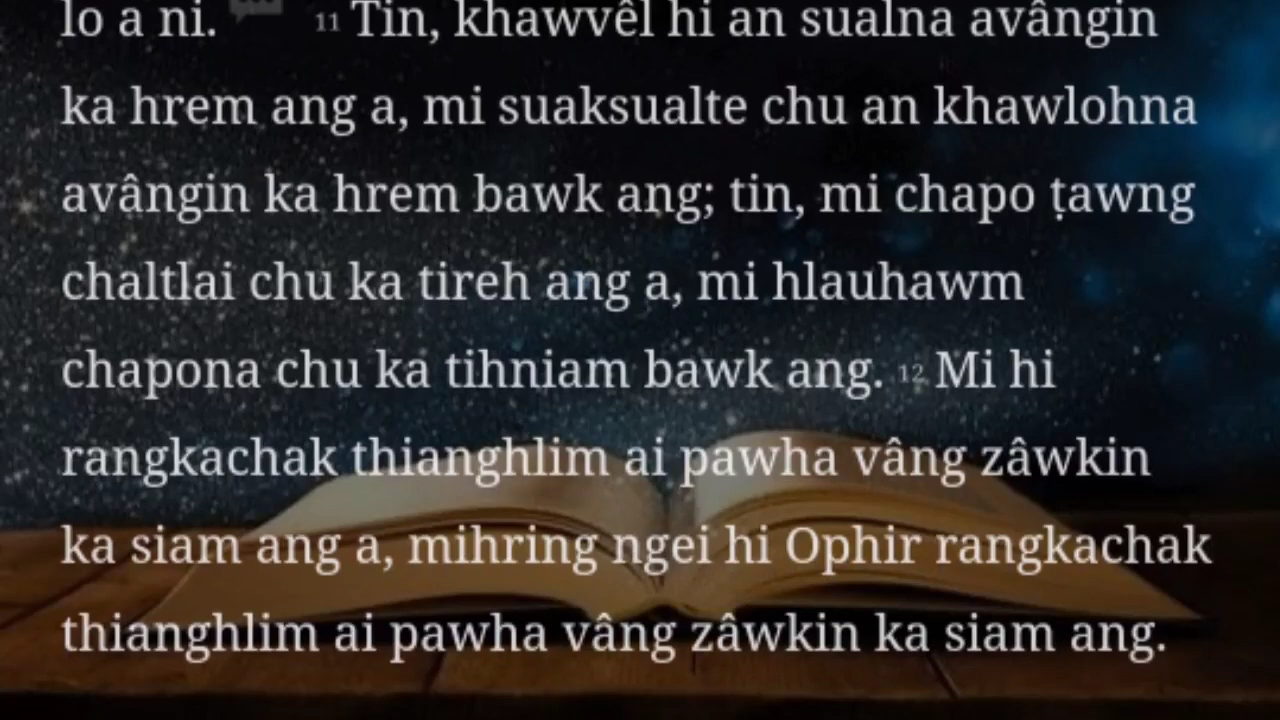 lo a ni. 11 Tin, khawvêl hi an sualna avângin
ka hrem ang a, mi suaksualte chu an khawlohna
avângin ka hrem bawk ang; tin, mi chapo ṭawng
chaltlai chu ka tireh ang a, mi hlauhawm
chapona chu ka tihniam bawk ang. 12 Mi hi
rangkachak thianghlim ai pawha vâng zâwkin
ka siam ang a, mihring ngei hi Ophir rangkachak
thianghlim ai pawha vâng zâwkin ka siam ang.